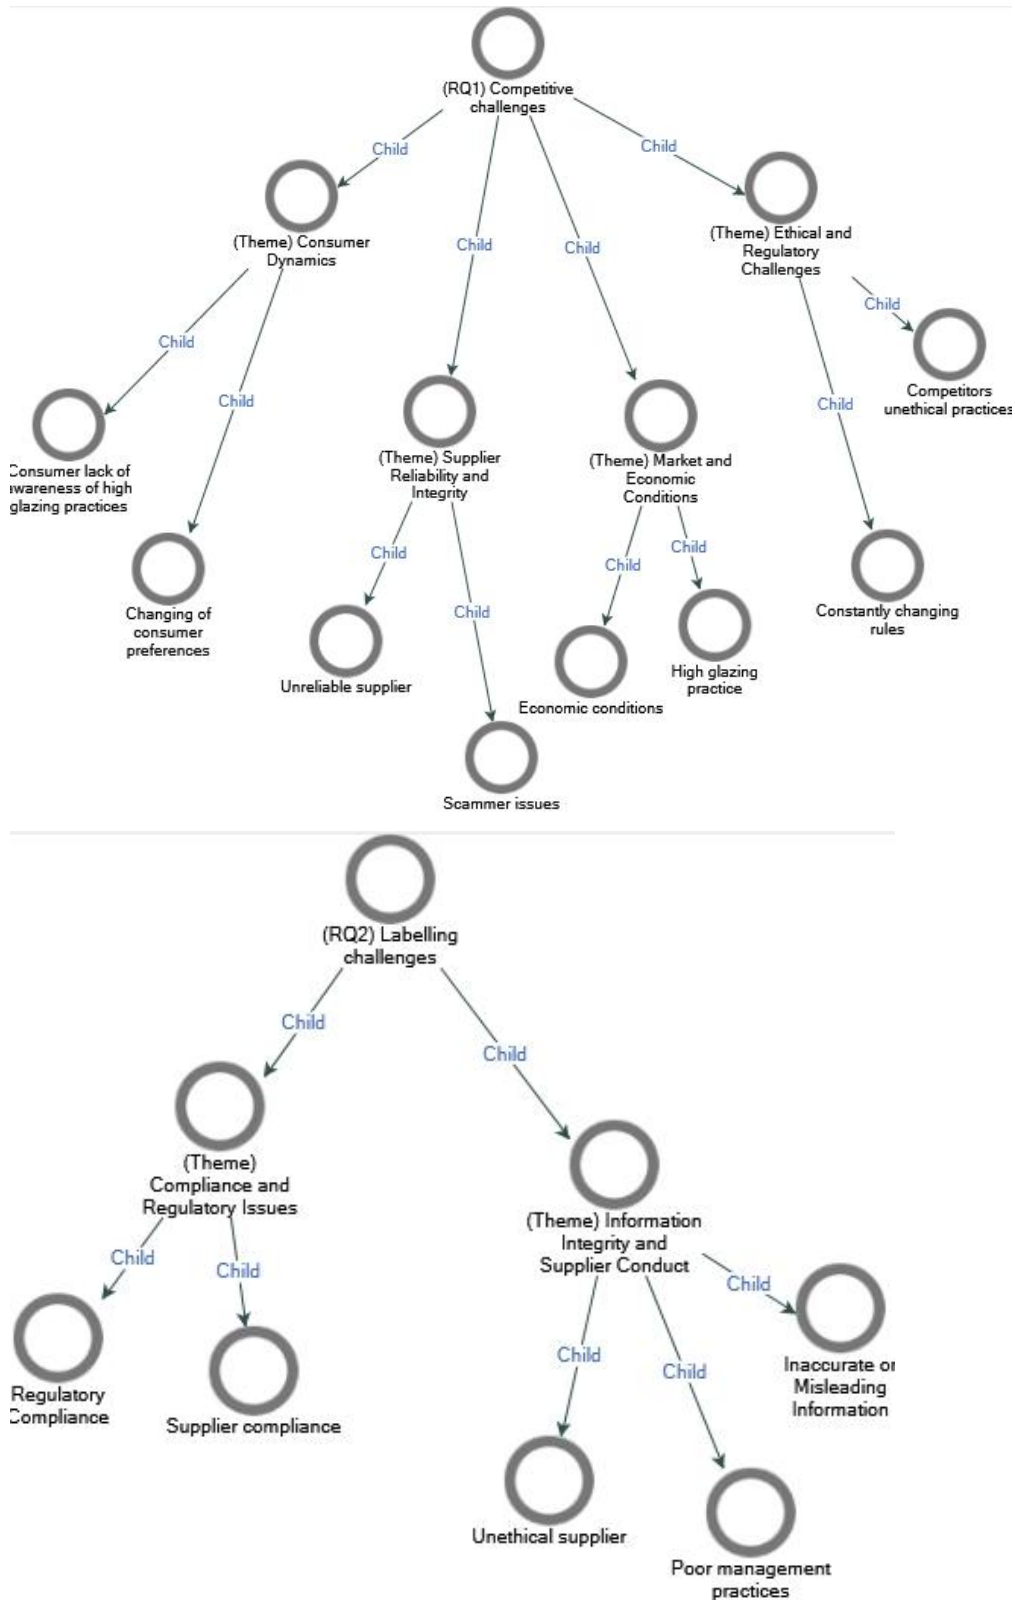 (RQ1) Competitive
challenges
Child
Child
Child
Child
(Theme) Consumer
Dynamics
(Theme) Ethical and
Regulatory
Challenges
Child
Child
Child
Child
Competitors
unethical practices
(Theme) Supplier
Reliability and
Integrity
(Theme) Market and
Economic
Conditions
Consumer lack of
awareness of high
glazing practices
Child
Child
Child
Child
Changing of
consumer
preferences
Constantly changing
rules
Unreliable supplier
High glazing
practice
Economic conditions
Scammer issues
(RQ2) Labelling
challenges
Child
Child
(Theme)
Compliance and
Regulatory Issues
(Theme) Information
Integrity and
Supplier Conduct
Child
Child
Child
Child
Child
Regulatory
Compliance
Supplier compliance
Inaccurate or
Misleading
Information
Unethical supplier
Poor management
practices